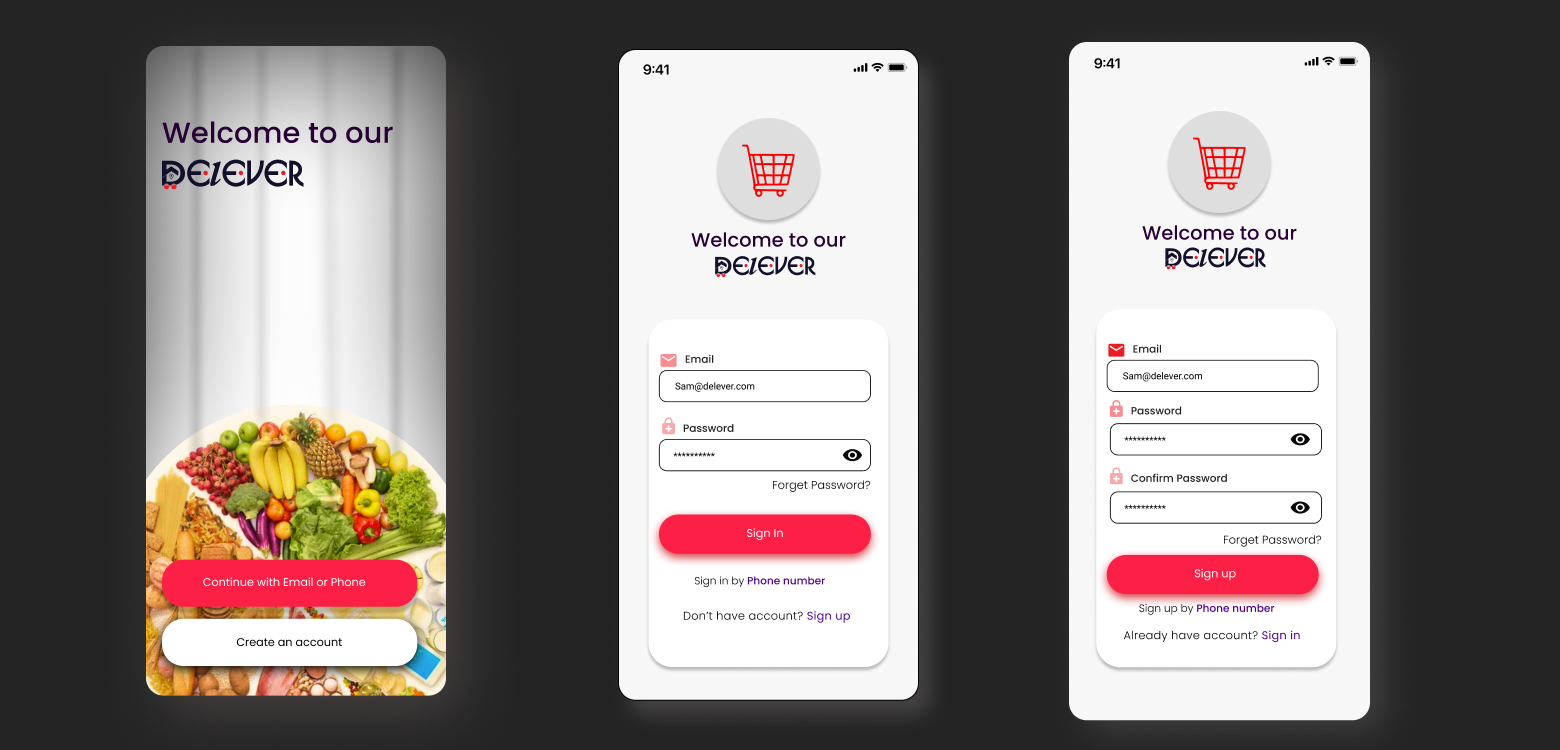 Welcome to our
DELEVER
Continue with Email or Phone
Create an account
9:41
Welcome to our
DELEVER
Email
Sam@delever.com
Password
**********
Forget Password?
Sign In
Sign in by Phone number
Don't have account? Sign up
9:41
Welcome to our
DELEVER
Email
Sam@delever.com
Password
**********
Confirm Password
**********
Forget Password?
Sign up
Sign up by Phone number
Already have account? Sign in